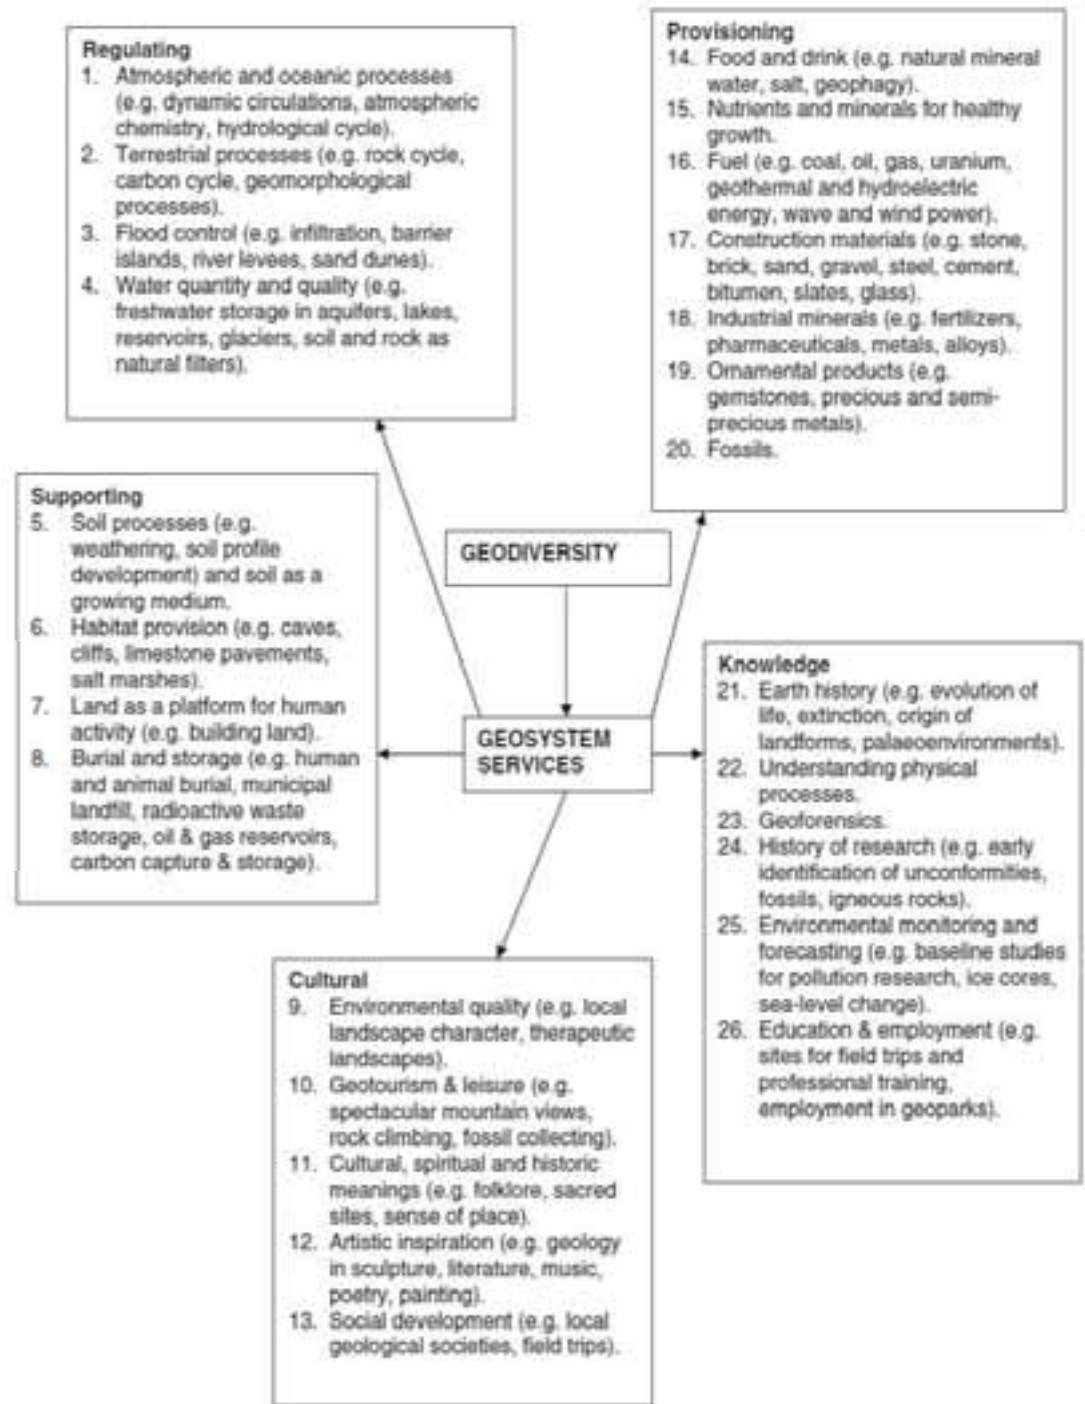 Regulating
1. Atmospheric and oceanic processes
(e.g. dynamic circulations, atmospheric
chemistry, hydrological cycle).
2. Terrestrial processes (e.g. rock cycle,
carbon cycle, geomorphological
processes).
3. Flood control (e.g. infiltration, barrier
islands, river levees, sand dunes).
4. Water quantity and quality (e.g.
freshwater storage in aquifers, lakes,
reservoirs, glaciers, soil and rock as
natural filters).
Provisioning
14. Food and drink (e.g. natural mineral
water, salt, geophagy).
15. Nutrients and minerals for healthy
growth.
16. Fuel (e.g. coal, oil, gas, uranium,
geothermal and hydroelectric
energy, wave and wind power).
17. Construction materials (e.g. stone,
brick, sand, gravel, steel, cement,
bitumen, slates, glass).
18. Industrial minerals (e.g. fertilizers,
pharmaceuticals, metals, alloys).
19. Ornamental products (e.g.
gemstones, precious and semi-
precious metals).
20. Fossils.
Supporting
5. Soil processes (e.g.
weathering, soil profile
development) and soil as a
growing medium.
6. Habitat provision (e.g. caves,
cliffs, limestone pavements,
salt marshes).
7. Land as a platform for human
activity (e.g. building land).
8. Burial and storage (e.g. human
and animal burial, municipal
landfill, radioactive waste
storage, oil & gas reservoirs,
carbon capture & storage).
GEODIVERSITY
GEOSYSTEM
SERVICES
Knowledge
21. Earth history (e.g. evolution of
life, extinction, origin of
landforms, palaeoenvironments).
22. Understanding physical
processes.
23. Geoforensics.
24. History of research (e.g. early
identification of unconformities,
fossils, igneous rocks).
25. Environmental monitoring and
forecasting (e.g. baseline studies
for pollution research, ice cores,
sea-level change).
26. Education & employment (e.g.
sites for field trips and
professional training,
employment in geoparks).
Cultural
9. Environmental quality (e.g. local
landscape character, therapeutic
landscapes).
10. Geotourism & leisure (e.g.
spectacular mountain views,
rock climbing, fossil collecting).
11. Cultural, spiritual and historic
meanings (e.g. folklore, sacred
sites, sense of place).
12. Artistic inspiration (e.g. geology
in sculpture, literature, music,
poetry, painting).
13. Social development (e.g. local
geological societies, field trips).